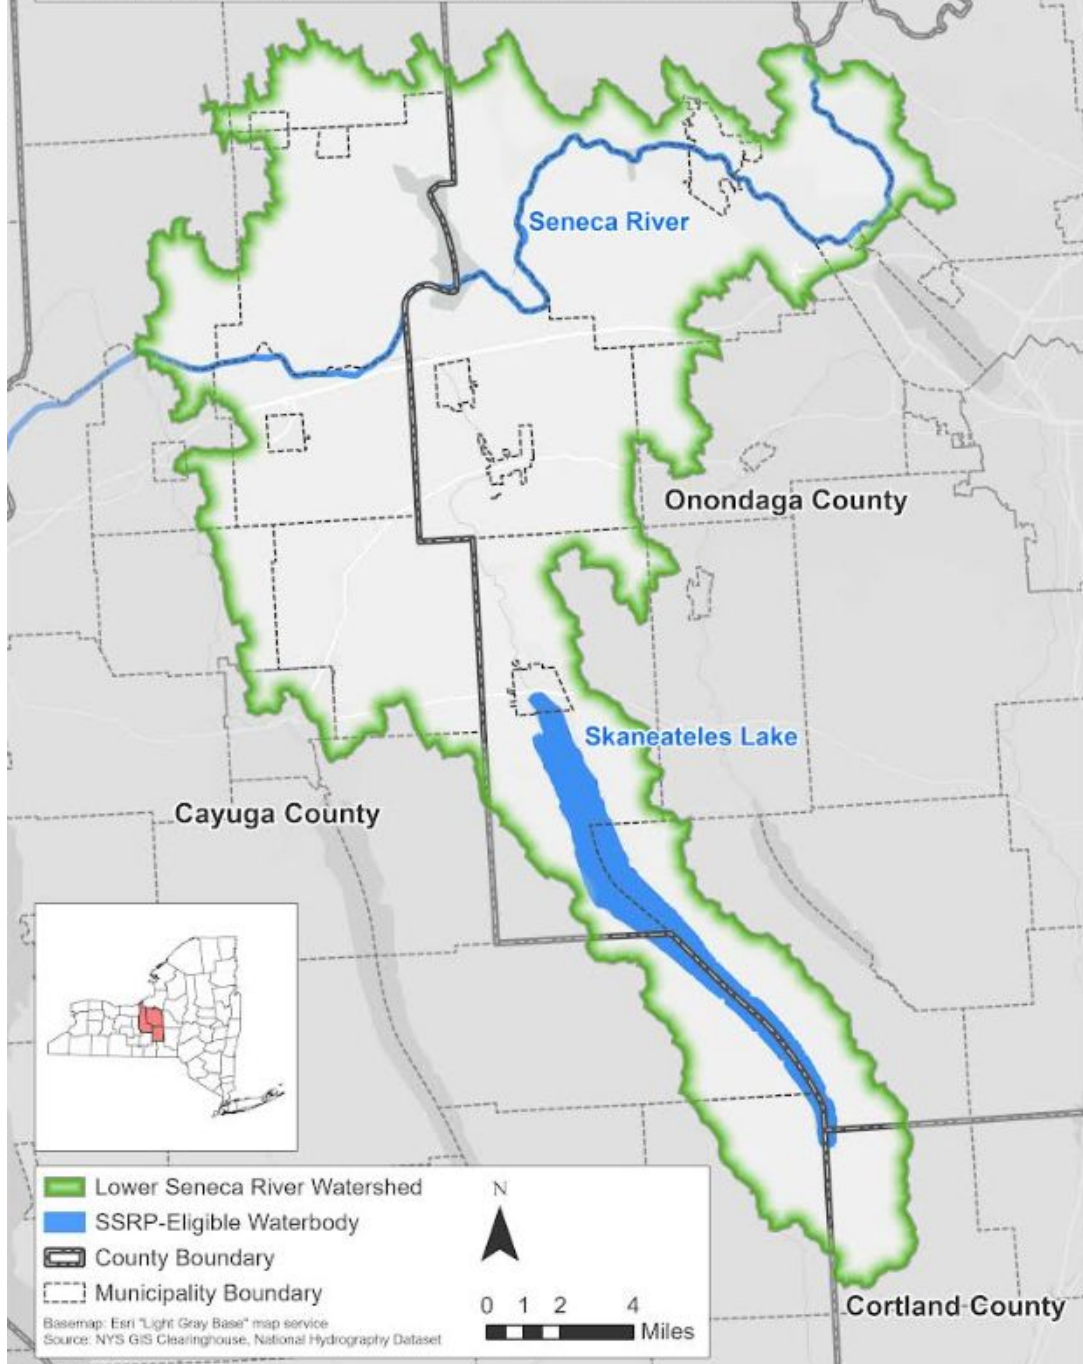 Seneca River
Onondaga County
Skaneateles Lake
Cayuga County
Lower Seneca River Watershed
SSRP-Eligible Waterbody
County Boundary
Municipality Boundary
Basemap: Esri "Light Gray Base" map service
Source: NYS GIS Clearinghouse, National Hydrography Dataset
N
0 1 2 4
Miles
Cortland County